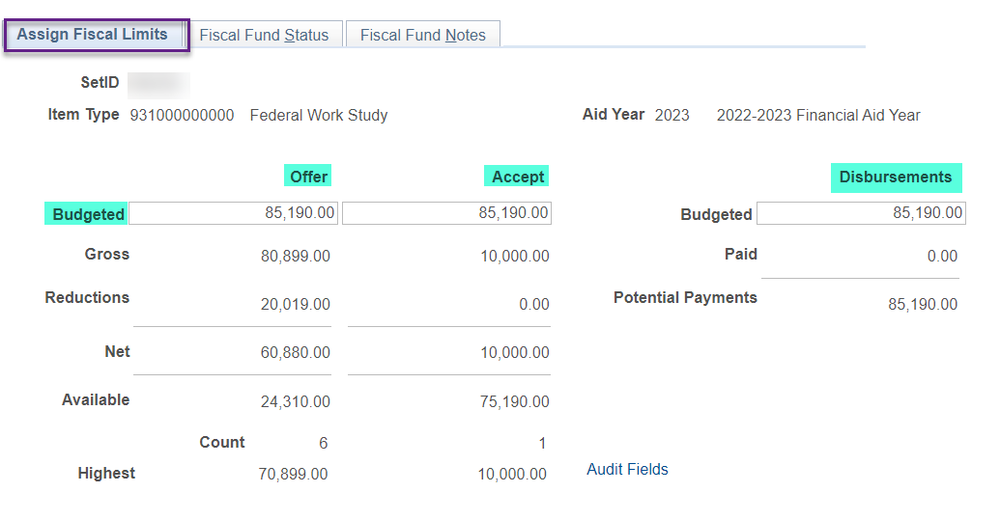 Assign Fiscal Limits Fiscal Fund Status Fiscal Fund Notes
SetID
Item Type 931000000000 Federal Work Study Aid Year 2023 2022-2023 Financial Aid Year
Offer Accept Disbursements
Budgeted 85,190.00 85,190.00 Budgeted 85,190.00
Gross 80,899.00 10,000.00 Paid 0.00
Reductions 20,019.00 0.00 Potential Payments 85,190.00
Net 60,880.00 10,000.00
Available 24,310.00 75,190.00
Count 6 1
Highest 70,899.00 10,000.00 Audit Fields